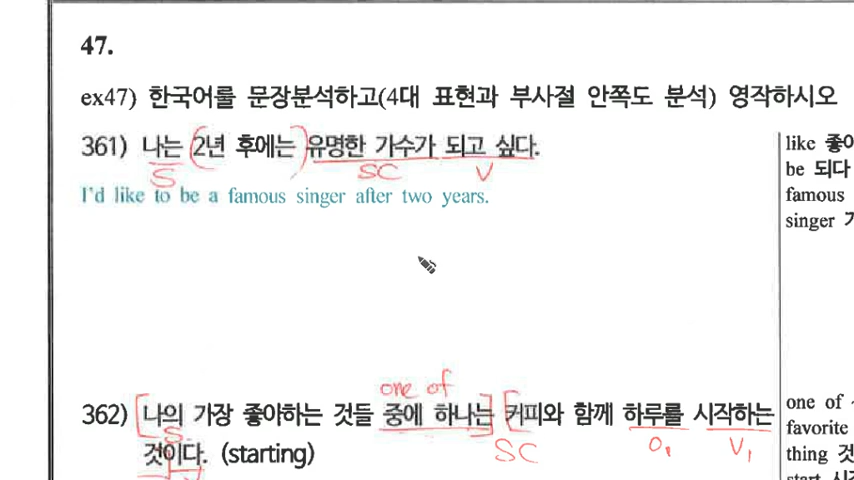 47.
ex47) 한국어를 문장분석하고(4대 표현과 부사절 안쪽도 분석) 영작하시오
361) 나는 (2년 후에는) 유명한 가수가 되고 싶다.
S SC V
I'd like to be a famous singer after two years.
like 좋아
be 되다
famous
singer 가
one of
362) [나의 가장 좋아하는 것들 중에 하나는] [커피와 함께 하루를 시작하는
S SC O₁ V₁
것이다. (starting)
V
one of
favorite
thing 것
start 시작